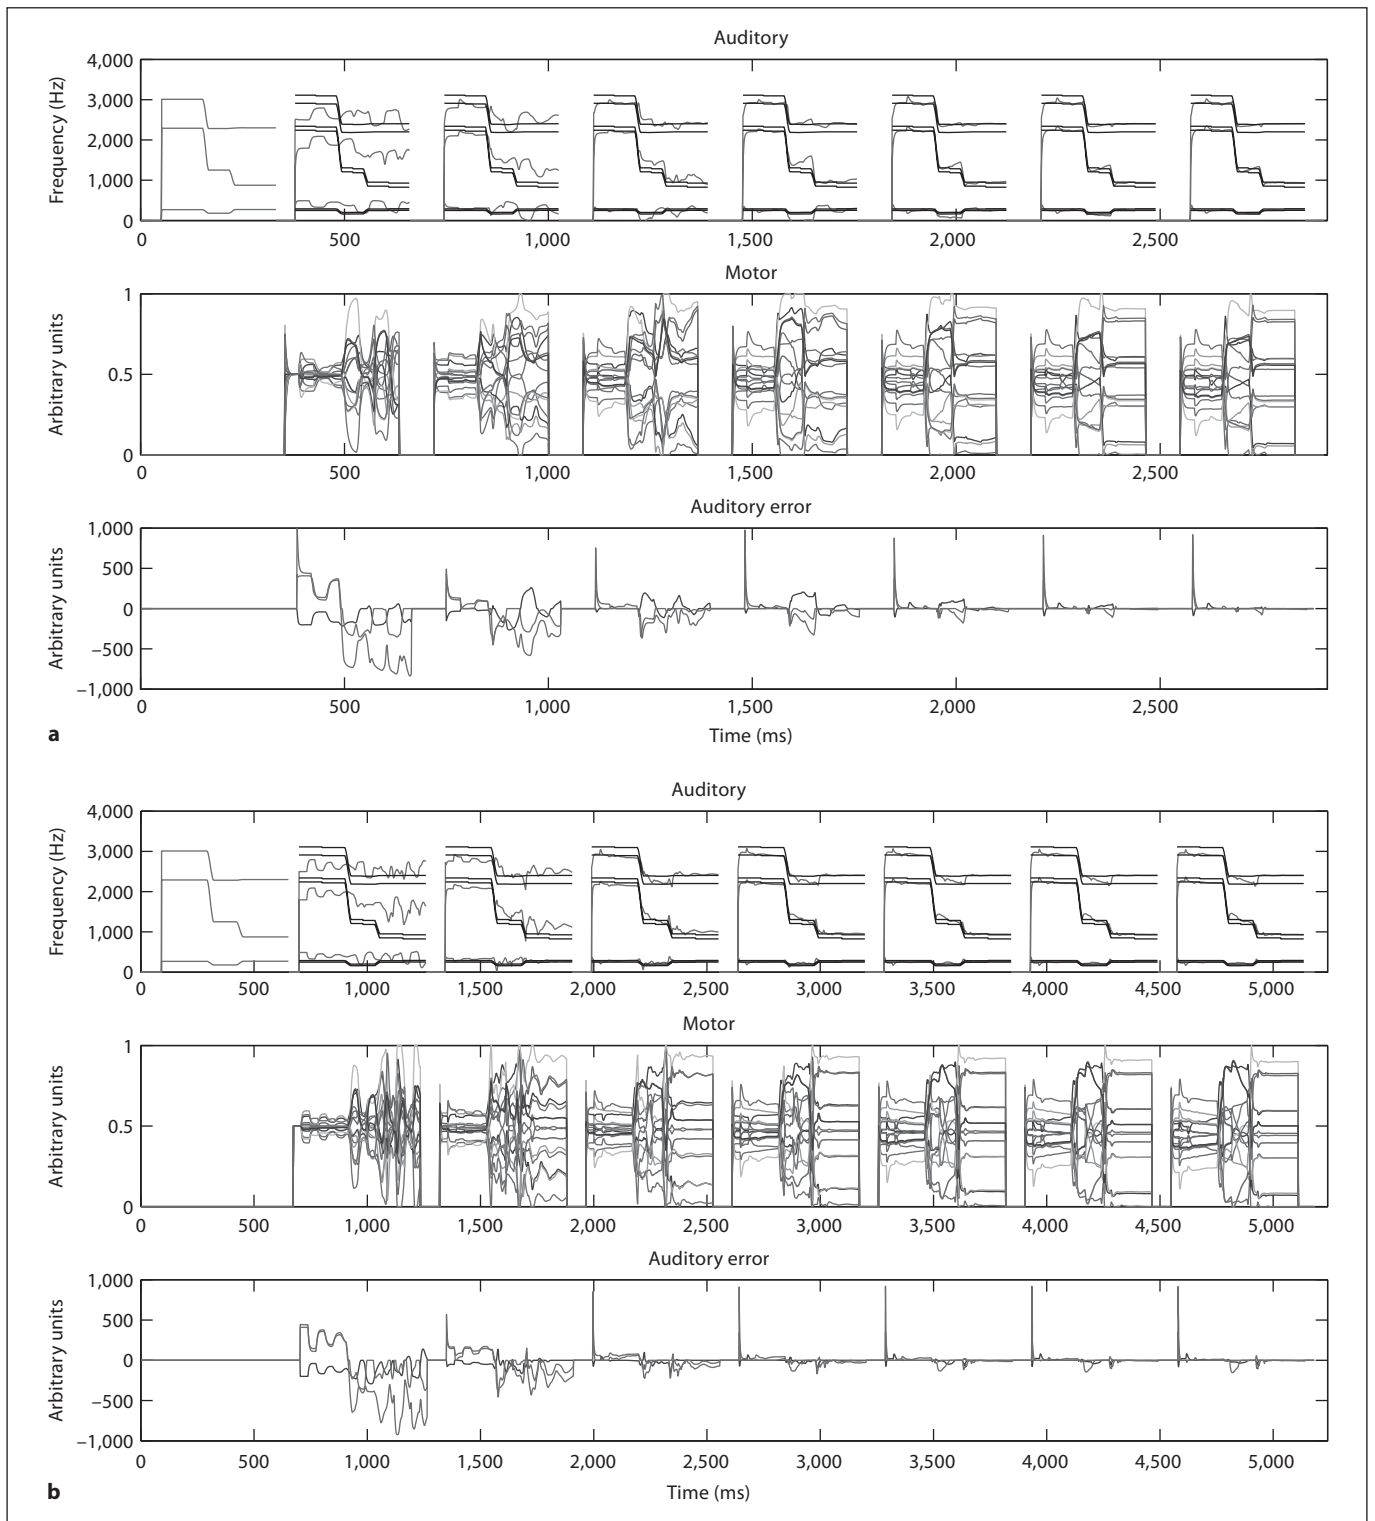 Auditory
Frequency (Hz)
4,000
3,000
2,000
1,000
0
0 500 1,000 1,500 2,000 2,500
Motor
Arbitrary units
1
0.5
0
0 500 1,000 1,500 2,000 2,500
Auditory error
Arbitrary units
1,000
500
0
−500
−1,000
0 500 1,000 1,500 2,000 2,500
a
Time (ms)
Auditory
Frequency (Hz)
4,000
3,000
2,000
1,000
0
0 500 1,000 1,500 2,000 2,500 3,000 3,500 4,000 4,500 5,000
Motor
Arbitrary units
1
0.5
0
0 500 1,000 1,500 2,000 2,500 3,000 3,500 4,000 4,500 5,000
Auditory error
Arbitrary units
1,000
500
0
−500
−1,000
0 500 1,000 1,500 2,000 2,500 3,000 3,500 4,000 4,500 5,000
b
Time (ms)